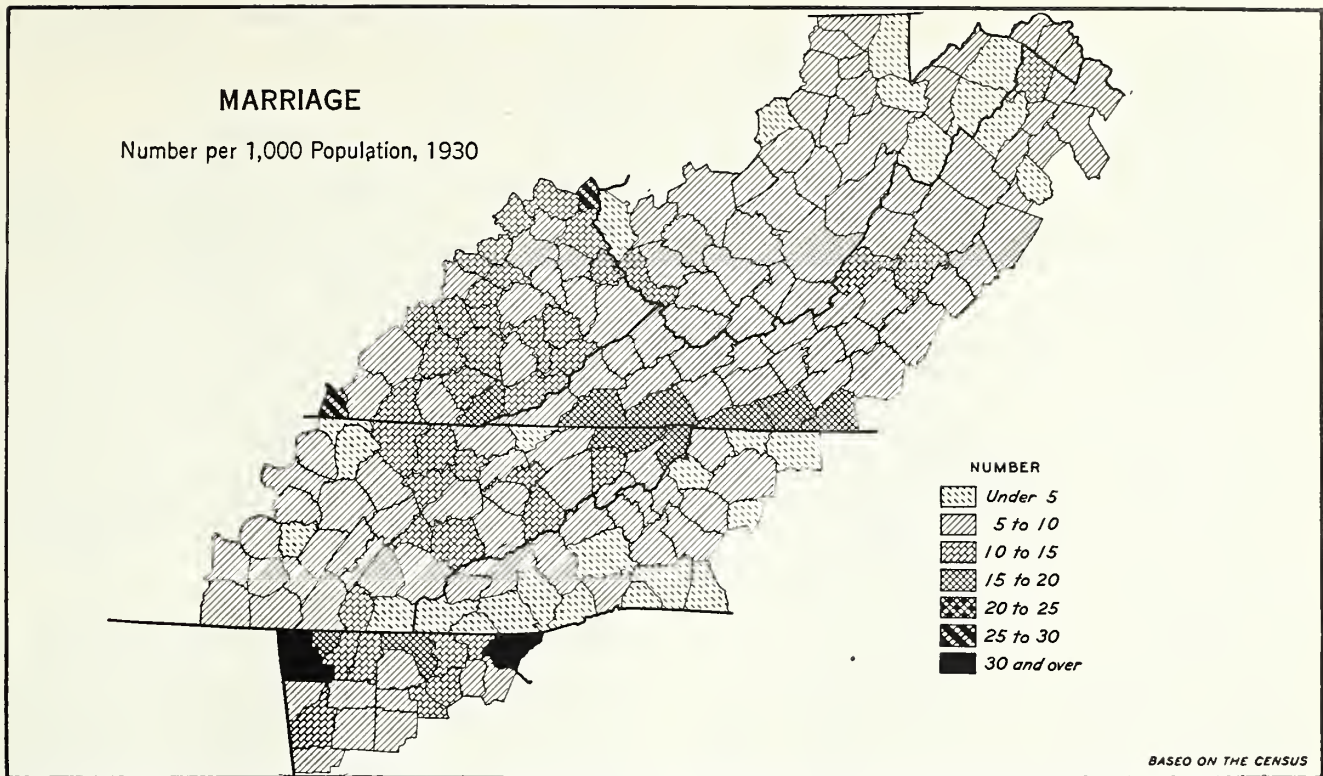 MARRIAGE
Number per 1,000 Population, 1930
NUMBER
Under 5
5 to 10
10 to 15
15 to 20
20 to 25
25 to 30
30 and over
BASED ON THE CENSUS